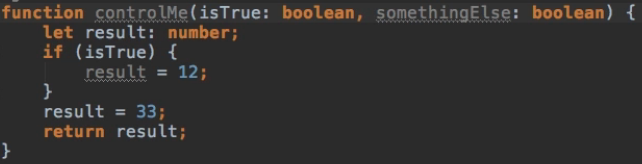 function controlMe(isTrue: boolean, somethingElse: boolean) {
    let result: number;
    if (isTrue) {
        result = 12;
    }
    result = 33;
    return result;
}